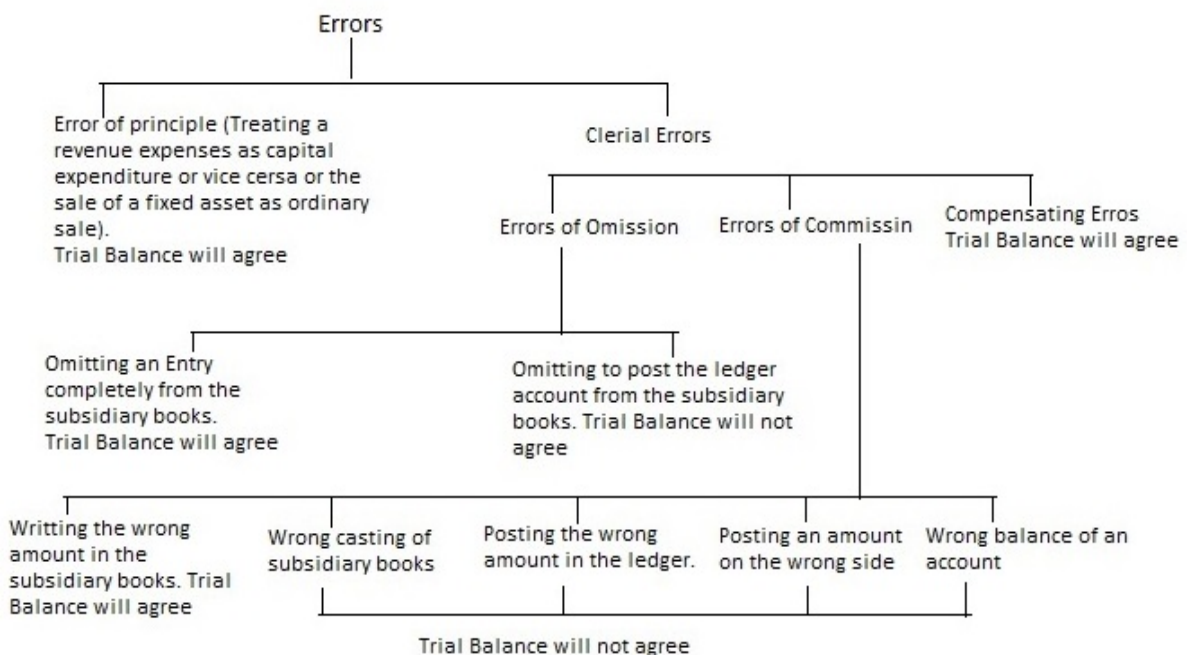 Errors
Error of principle (Treating a
revenue expenses as capital
expenditure or vice cersa or the
sale of a fixed asset as ordinary
sale).
Trial Balance will agree
Clerial Errors
Errors of Omission
Errors of Commissin
Compensating Erros
Trial Balance will agree
Omitting an Entry
completely from the
subsidiary books.
Trial Balance will agree
Omitting to post the ledger
account from the subsidiary
books. Trial Balance will not
agree
Writting the wrong
amount in the
subsidiary books. Trial
Balance will agree
Wrong casting of
subsidiary books
Posting the wrong
amount in the ledger.
Posting an amount
on the wrong side
Wrong balance of an
account
Trial Balance will not agree